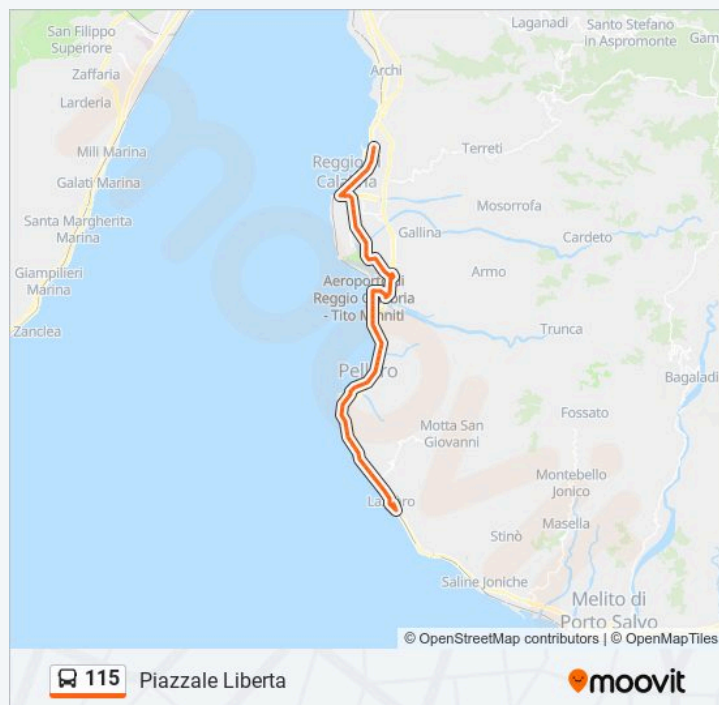 San Filippo
Superiore
Laganadi
Santo Stefano
in Aspromonte
Gam
Zaffaria
Archi
Larderia
Mili Marina
Reggio di
Calabria
Terreti
Galati Marina
Mosorrofa
Santa Margherita
Marina
Gallina
Cardeto
Giampilieri
Marina
Aeroporto di
Reggio Calabria
- Tito Minniti
Armo
Zanclea
Trunca
Pellaro
Bagaladi
Motta San
Giovanni
Fossato
Lazzaro
Montebello
Jonico
Stinò
Masella
Saline Joniche
Melito di
Porto Salvo
moovit
© OpenStreetMap contributors | © OpenMapTiles
115 Piazzale Liberta
moovit